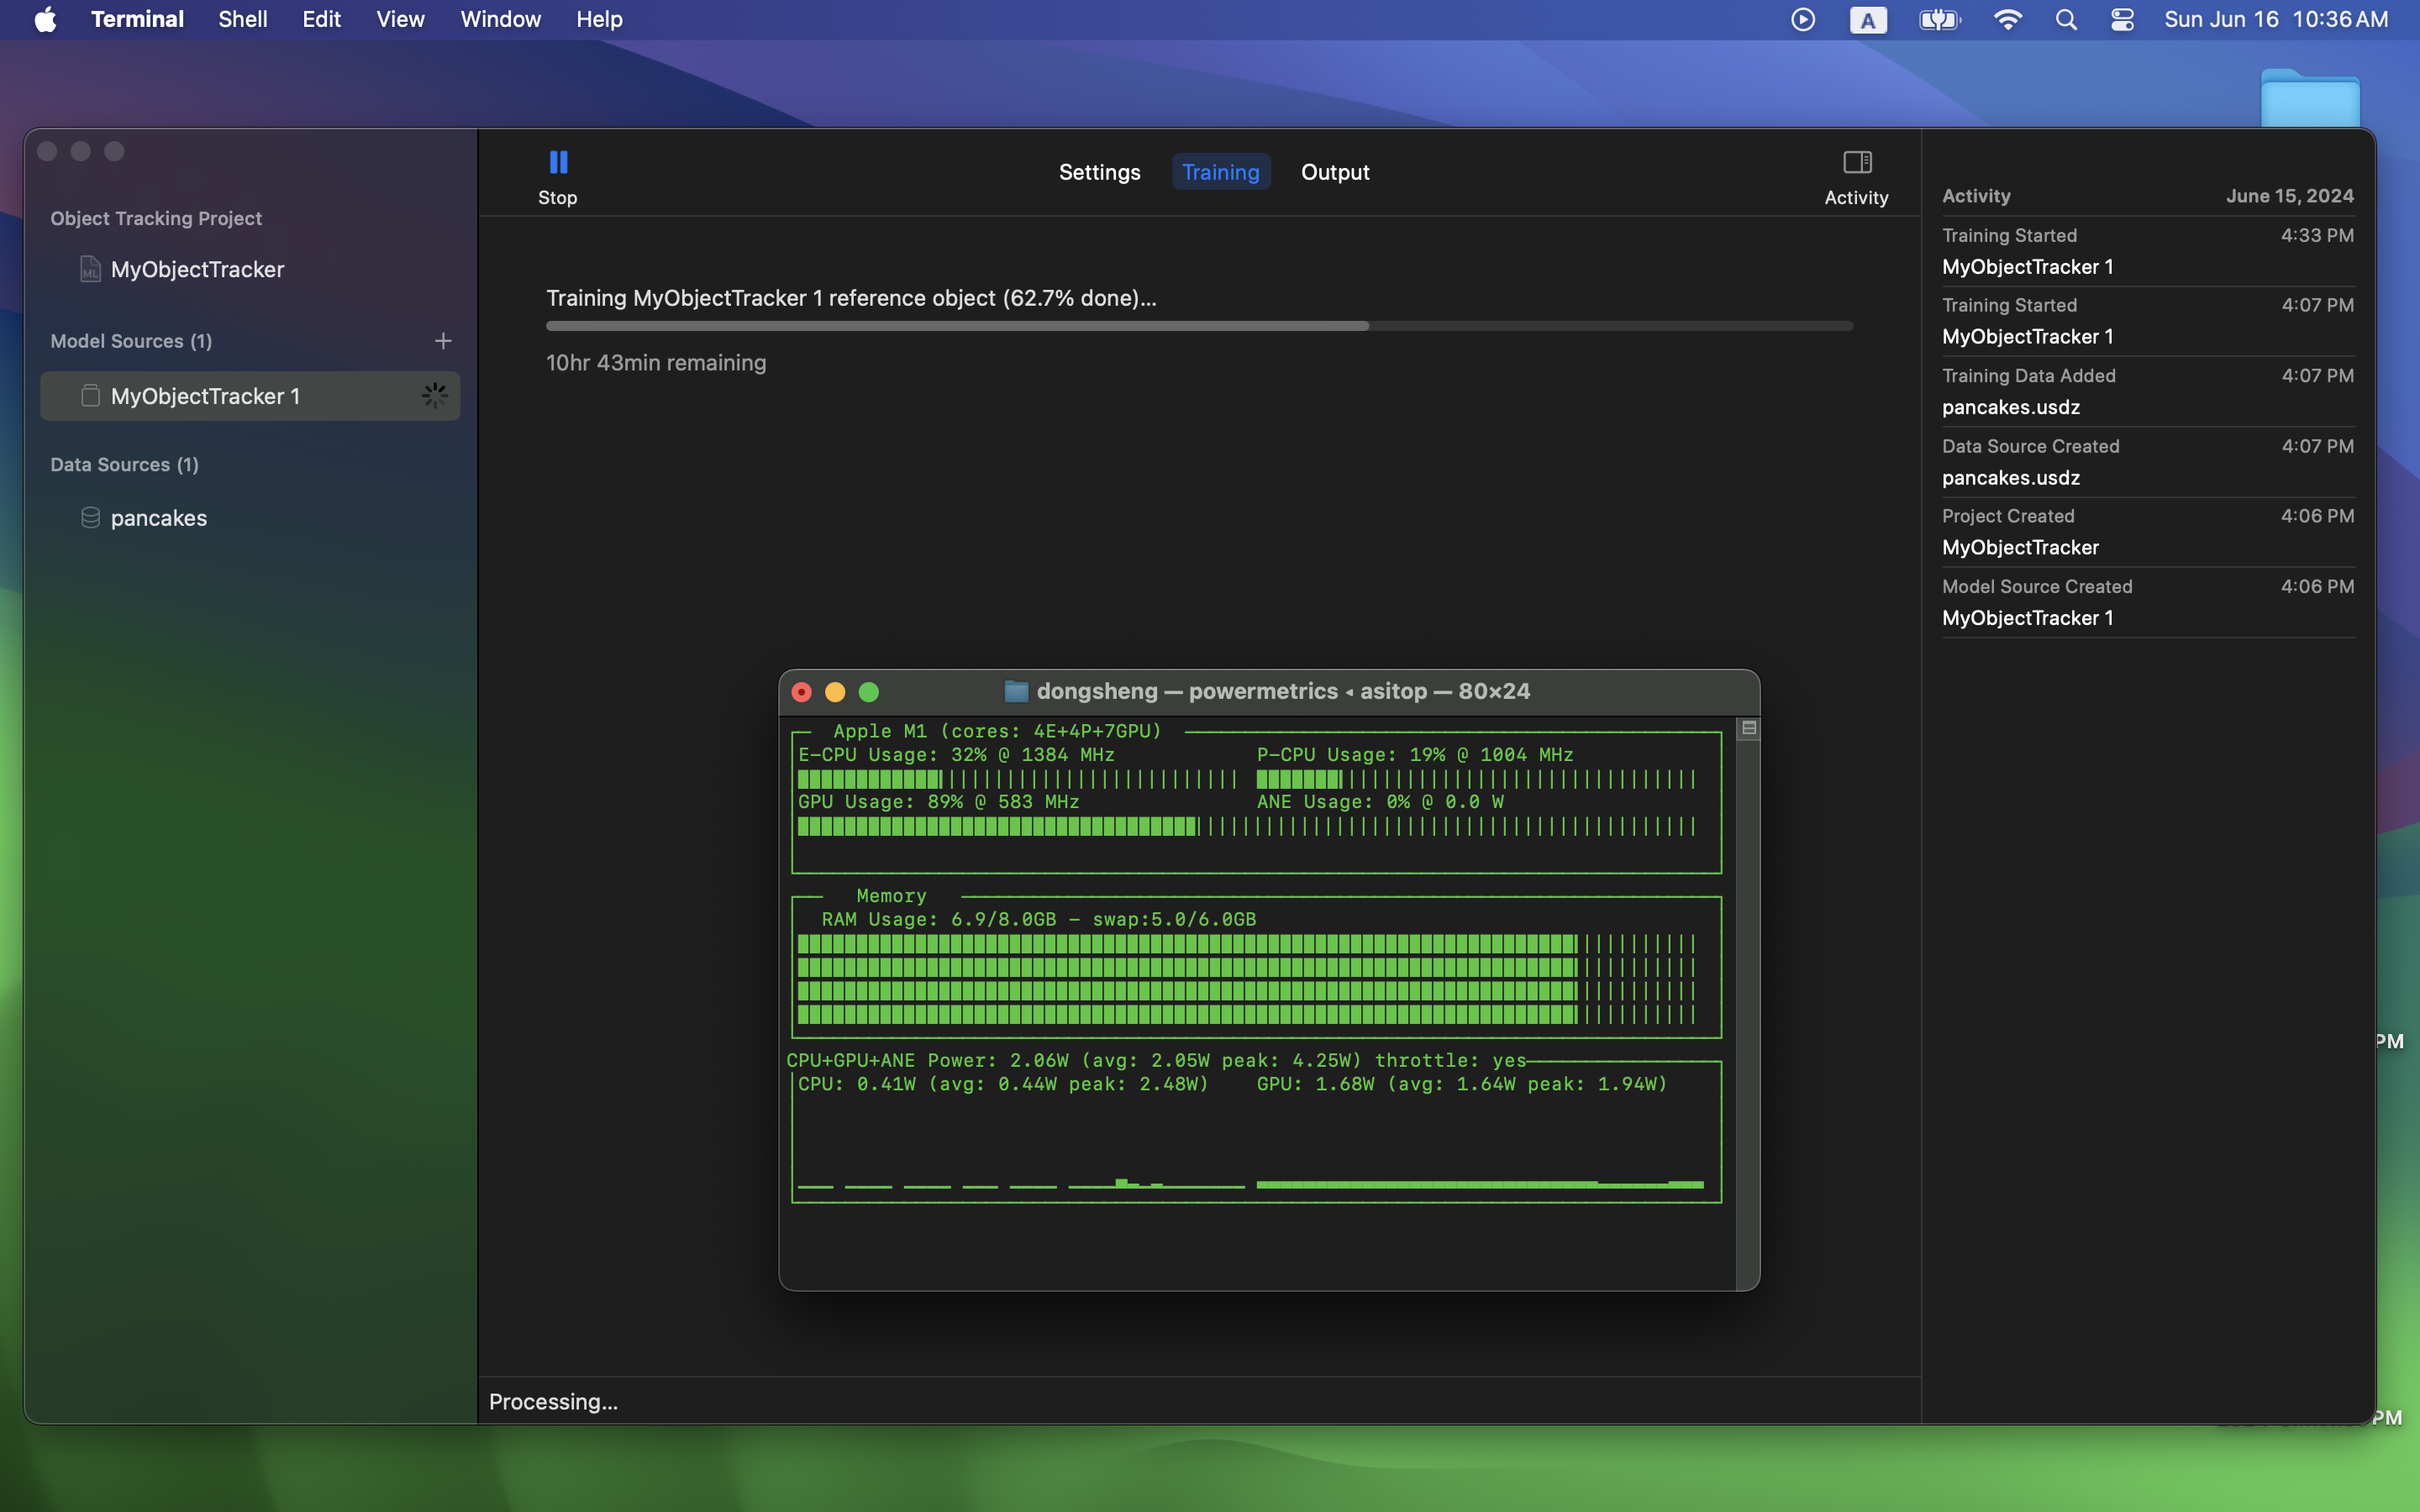 Terminal Shell Edit View Window Help
A
Sun Jun 16 10:36 AM
Object Tracking Project
ML MyObjectTracker
Model Sources (1) +
MyObjectTracker 1
Data Sources (1)
pancakes
Stop
Settings Training Output
Activity
Training MyObjectTracker 1 reference object (62.7% done)...
10hr 43min remaining
Activity June 15, 2024
Training Started 4:33 PM
MyObjectTracker 1
Training Started 4:07 PM
MyObjectTracker 1
Training Data Added 4:07 PM
pancakes.usdz
Data Source Created 4:07 PM
pancakes.usdz
Project Created 4:06 PM
MyObjectTracker
Model Source Created 4:06 PM
MyObjectTracker 1
dongsheng — powermetrics ◂ asitop — 80×24
Apple M1 (cores: 4E+4P+7GPU)
E-CPU Usage: 32% @ 1384 MHz P-CPU Usage: 19% @ 1004 MHz
GPU Usage: 89% @ 583 MHz ANE Usage: 0% @ 0.0 W
Memory
RAM Usage: 6.9/8.0GB - swap:5.0/6.0GB
CPU+GPU+ANE Power: 2.06W (avg: 2.05W peak: 4.25W) throttle: yes
CPU: 0.41W (avg: 0.44W peak: 2.48W) GPU: 1.68W (avg: 1.64W peak: 1.94W)
Processing...
PM
PM